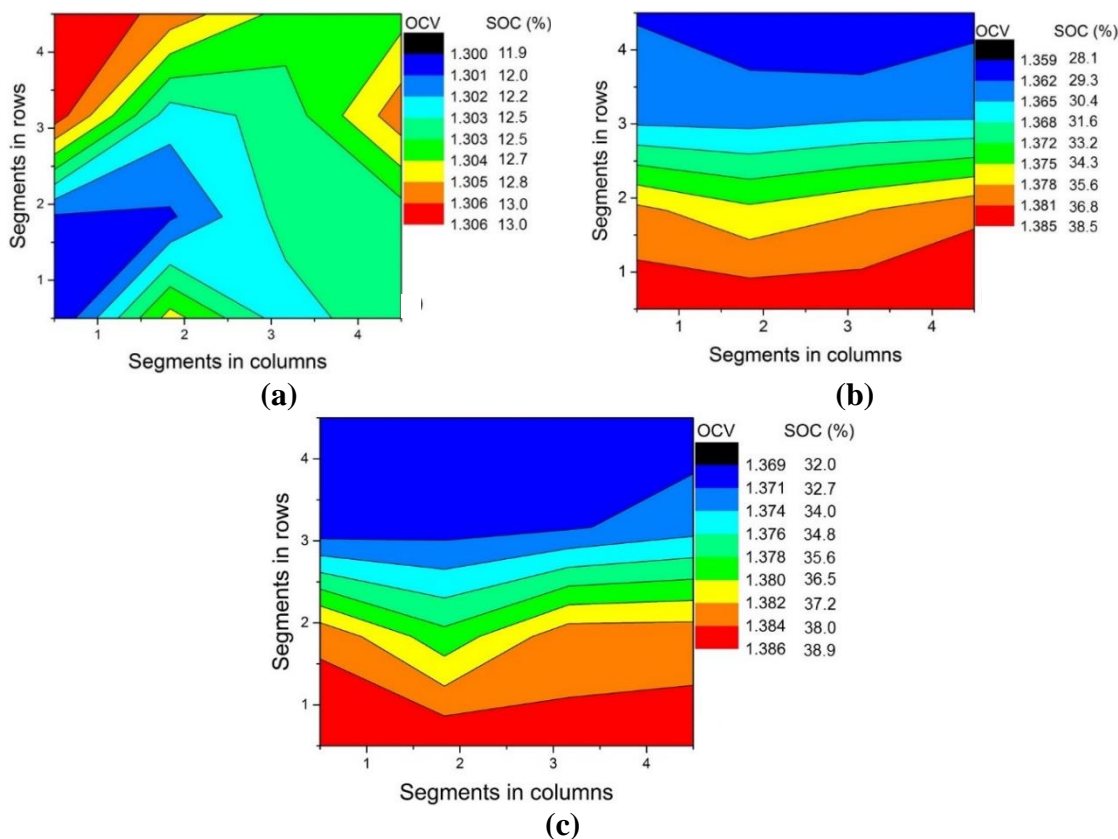 OCV SOC (%)
1.300 11.9
1.301 12.0
1.302 12.2
1.303 12.5
1.303 12.5
1.304 12.7
1.305 12.8
1.306 13.0
1.306 13.0
4
3
2
1
Segments in rows
1 2 3 4
Segments in columns
)
(a)
OCV SOC (%)
1.359 28.1
1.362 29.3
1.365 30.4
1.368 31.6
1.372 33.2
1.375 34.3
1.378 35.6
1.381 36.8
1.385 38.5
4
3
2
1
Segments in rows
1 2 3 4
Segments in columns
(b)
OCV SOC (%)
1.369 32.0
1.371 32.7
1.374 34.0
1.376 34.8
1.378 35.6
1.380 36.5
1.382 37.2
1.384 38.0
1.386 38.9
4
3
2
1
Segments in rows
1 2 3 4
Segments in columns
(c)